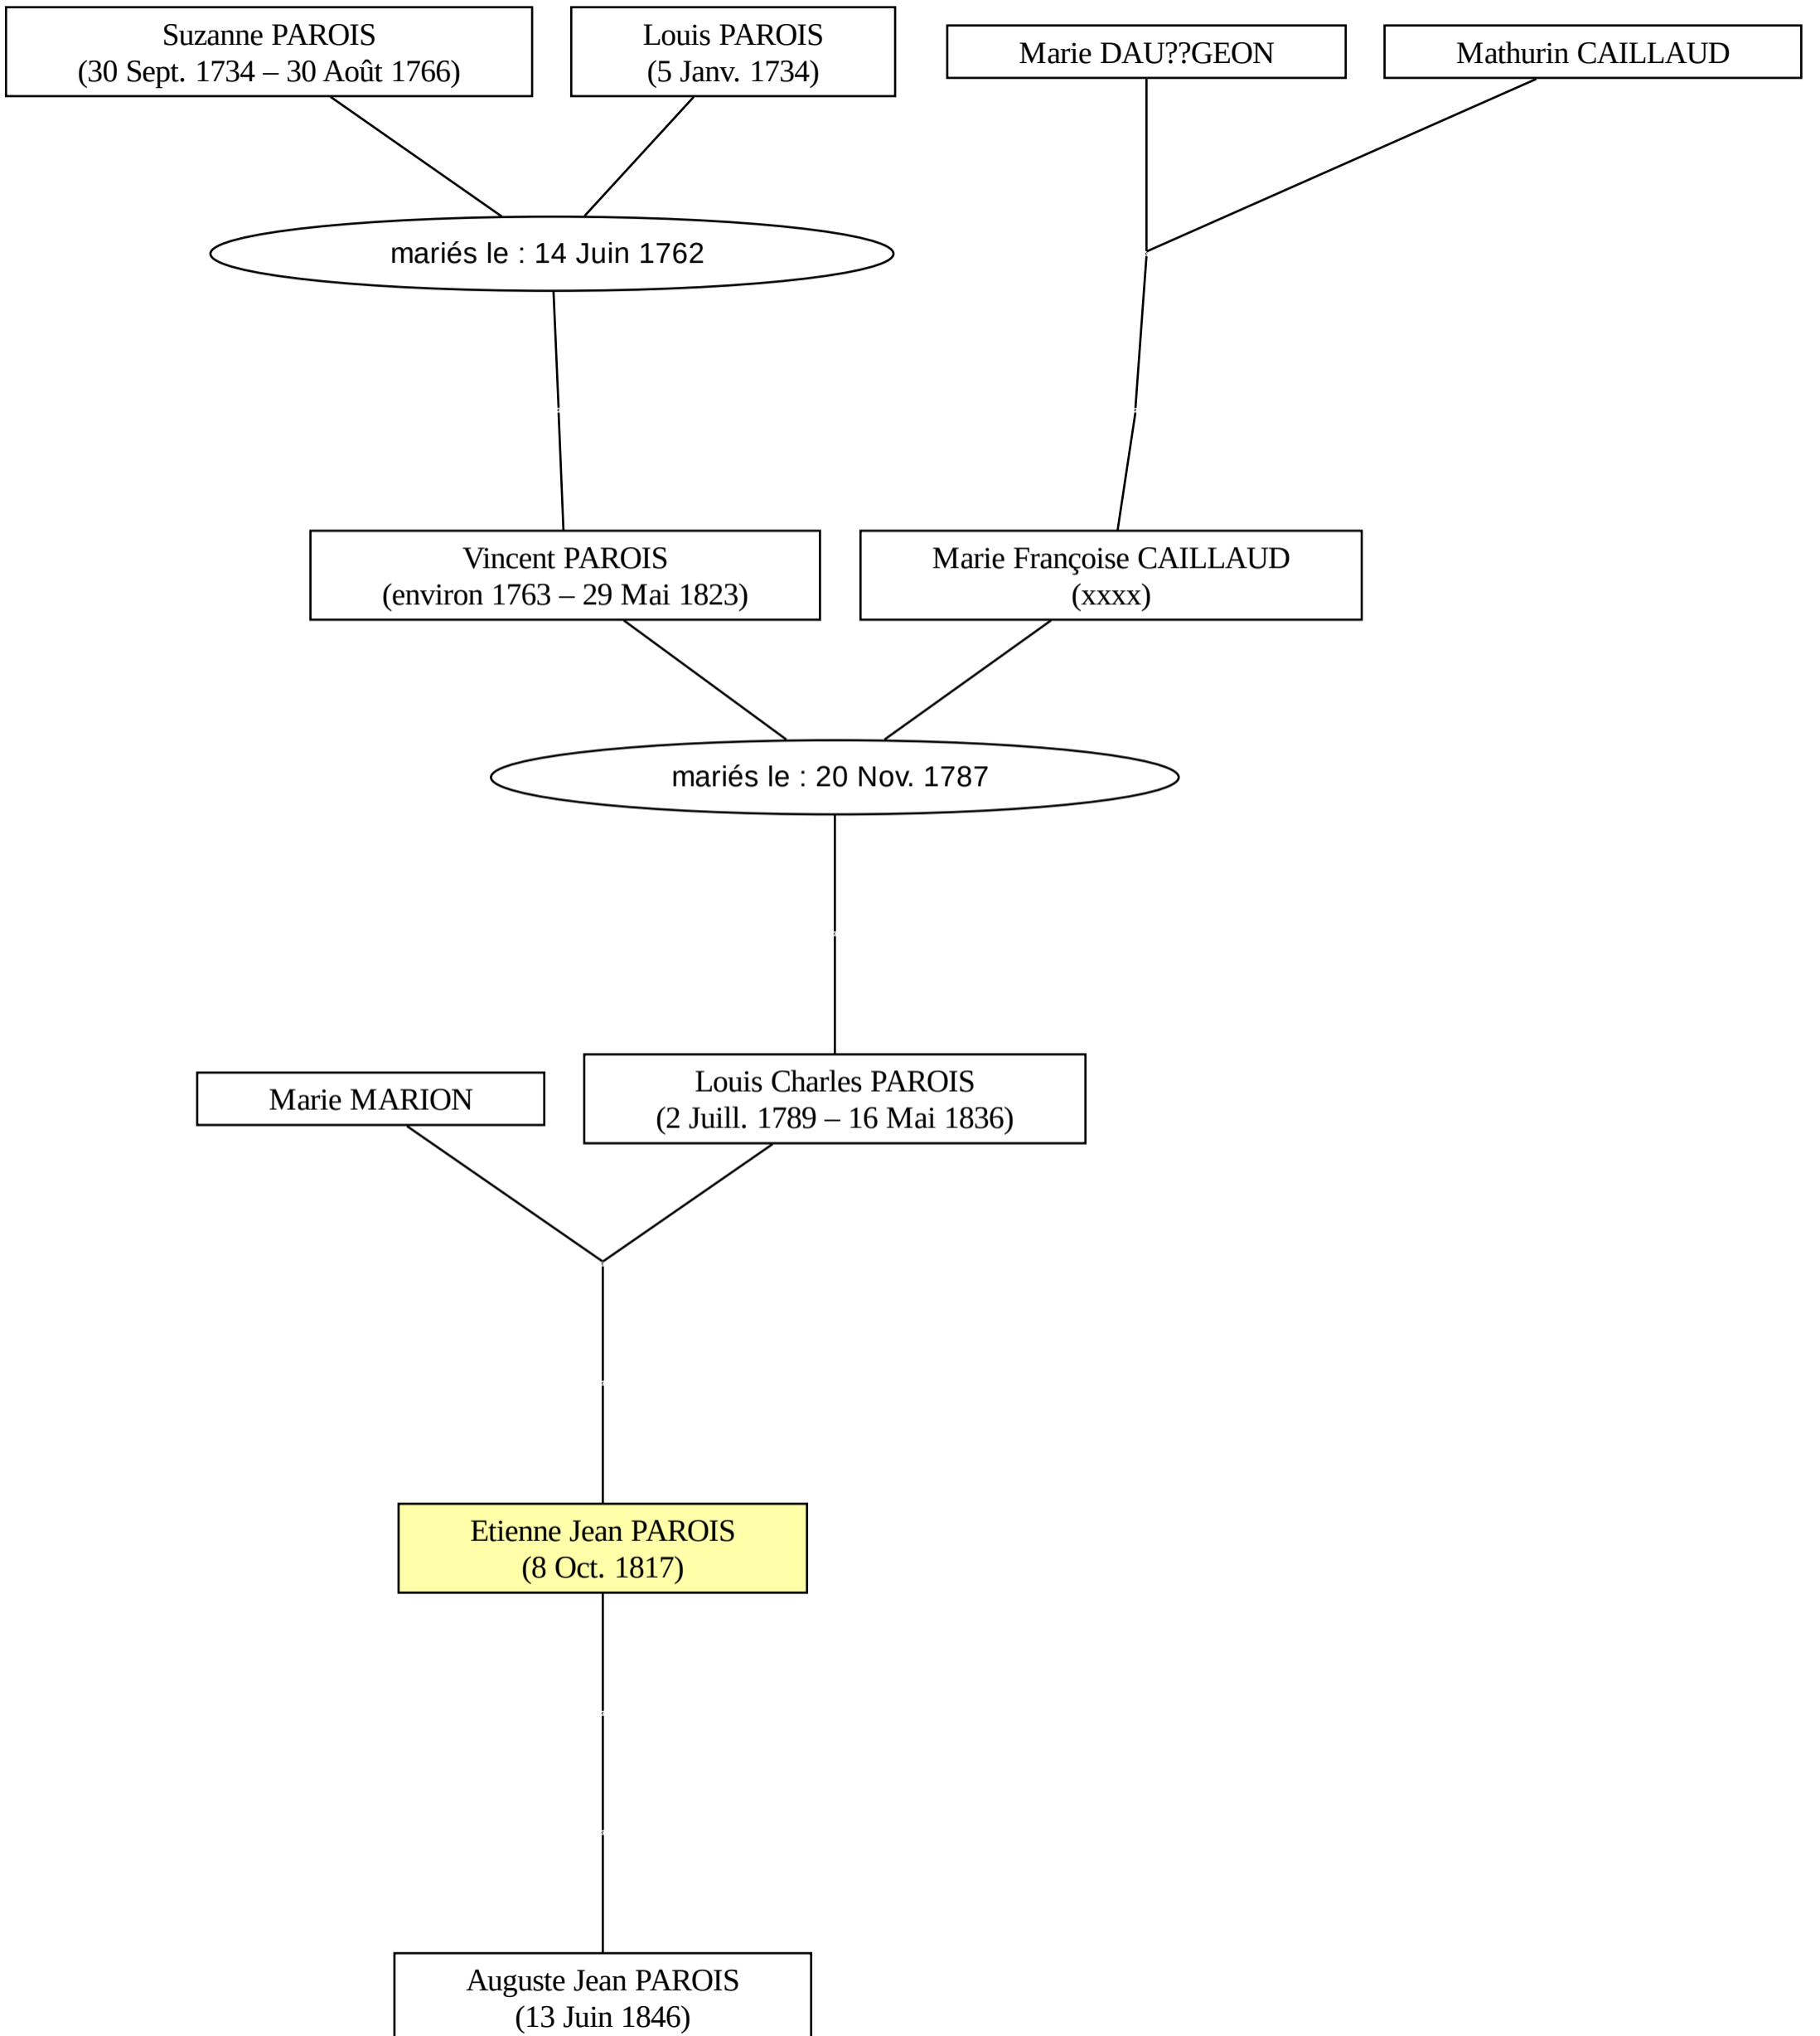 Suzanne PAROIS
(30 Sept. 1734 – 30 Août 1766)
Louis PAROIS
(5 Janv. 1734)
Marie DAU??GEON
Mathurin CAILLAUD
mariés le : 14 Juin 1762
Vincent PAROIS
(environ 1763 – 29 Mai 1823)
Marie Françoise CAILLAUD
(xxxx)
mariés le : 20 Nov. 1787
Marie MARION
Louis Charles PAROIS
(2 Juill. 1789 – 16 Mai 1836)
Etienne Jean PAROIS
(8 Oct. 1817)
Auguste Jean PAROIS
(13 Juin 1846)